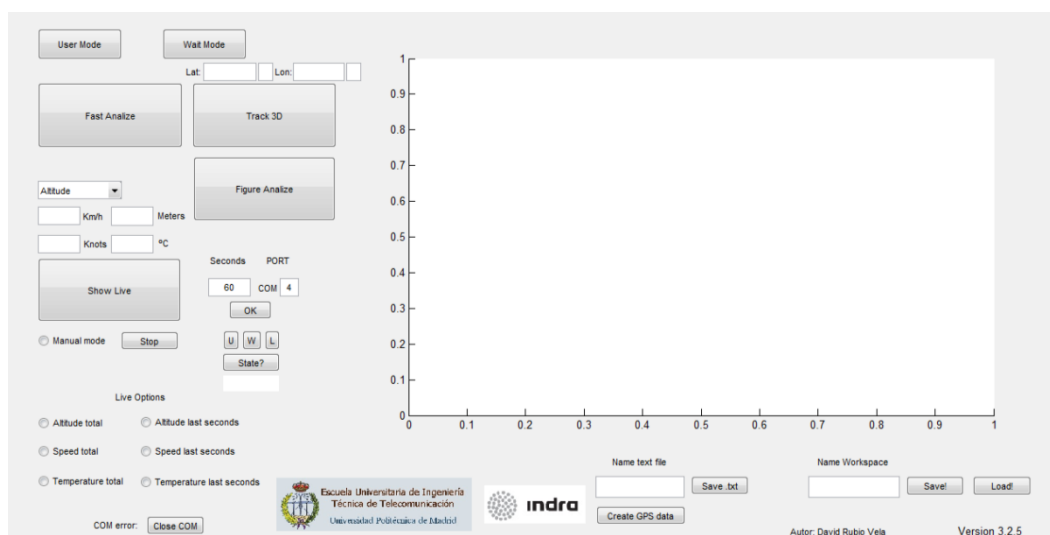 User Mode
Wait Mode
Lat:
Lon:
Fast Analize
Track 3D
Altitude
Figure Analize
Km/h
Meters
Knots
ºC
Seconds
PORT
Show Live
60
COM
4
OK
Manual mode
Stop
U
W
L
State?
Live Options
Altitude total
Altitude last seconds
Speed total
Speed last seconds
Temperature total
Temperature last seconds
COM error:
Close COM
1
0.9
0.8
0.7
0.6
0.5
0.4
0.3
0.2
0.1
0
0
0.1
0.2
0.3
0.4
0.5
0.6
0.7
0.8
0.9
1
Escuela Universitaria de Ingeniería
Técnica de Telecomunicación
Universidad Politécnica de Madrid
indra
Name text file
Save .txt
Create GPS data
Name Workspace
Save!
Load!
Autor: David Rubio Vela
Version 3.2.5